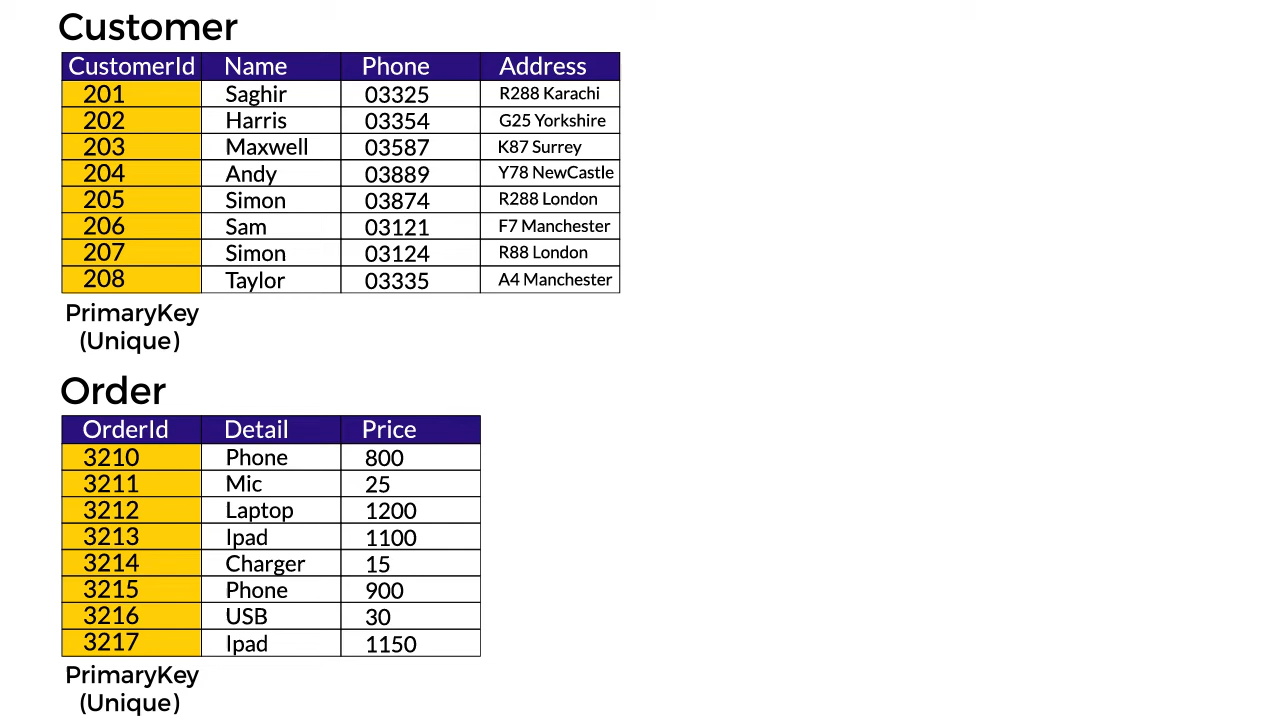 Customer
CustomerId Name Phone Address
201 Saghir 03325 R288 Karachi
202 Harris 03354 G25 Yorkshire
203 Maxwell 03587 K87 Surrey
204 Andy 03889 Y78 NewCastle
205 Simon 03874 R288 London
206 Sam 03121 F7 Manchester
207 Simon 03124 R88 London
208 Taylor 03335 A4 Manchester
PrimaryKey
(Unique)
Order
OrderId Detail Price
3210 Phone 800
3211 Mic 25
3212 Laptop 1200
3213 Ipad 1100
3214 Charger 15
3215 Phone 900
3216 USB 30
3217 Ipad 1150
PrimaryKey
(Unique)